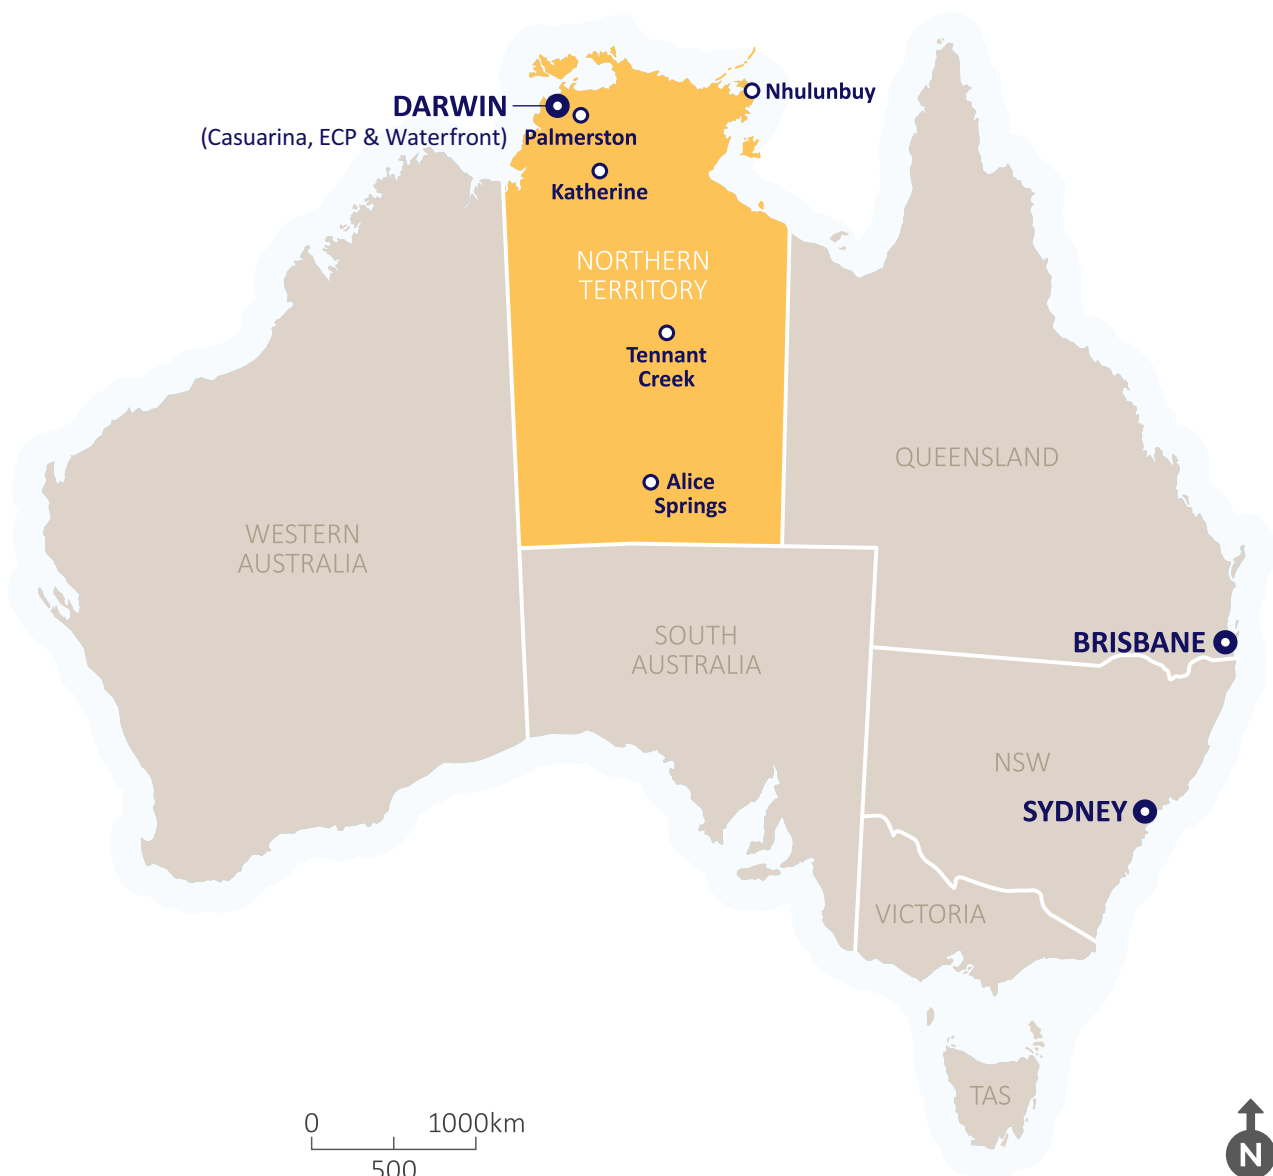 Nhulunbuy
DARWIN
(Casuarina, ECP & Waterfront)
Palmerston
Katherine
NORTHERN
TERRITORY
Tennant
Creek
Alice
Springs
QUEENSLAND
WESTERN
AUSTRALIA
SOUTH
AUSTRALIA
BRISBANE
NSW
SYDNEY
VICTORIA
TAS
0 1000km
500
N